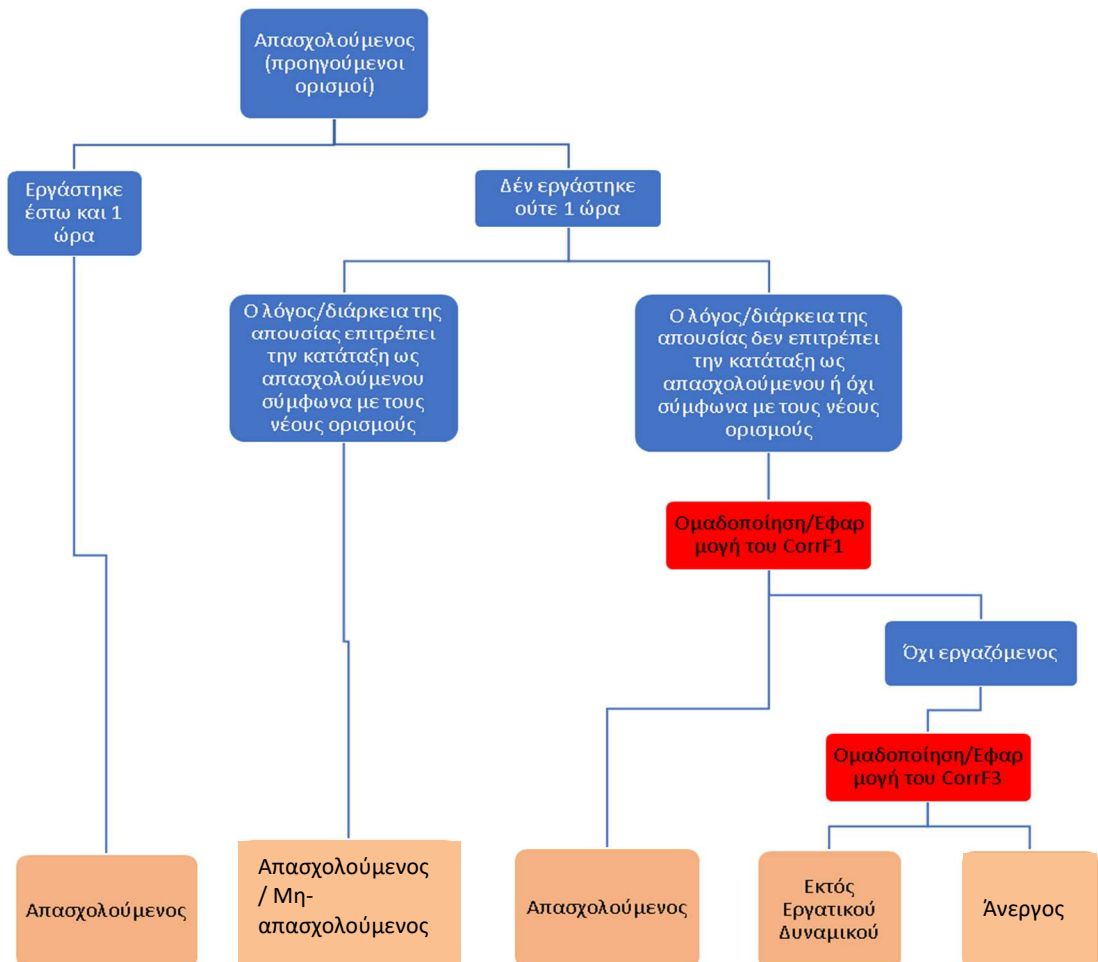 Απασχολούμενος
(προηγούμενοι
ορισμοί)
Εργάστηκε
έστω και 1
ώρα
Δέν εργάστηκε
ούτε 1 ώρα
Ο λόγος/διάρκεια της
απουσίας επιτρέπει
την κατάταξη ως
απασχολούμενου
σύμφωνα με τους
νέους ορισμούς
Ο λόγος/διάρκεια της
απουσίας δεν επιτρέπει
την κατάταξη ως
απασχολούμενου ή όχι
σύμφωνα με τους νέους
ορισμούς
Ομαδοποίηση/Εφαρ
μογή του CorrF1
Όχι εργαζόμενος
Ομαδοποίηση/Εφαρ
μογή του CorrF3
Απασχολούμενος
Απασχολούμενος
/ Μη-
απασχολούμενος
Απασχολούμενος
Εκτός
Εργατικού
Δυναμικού
Άνεργος